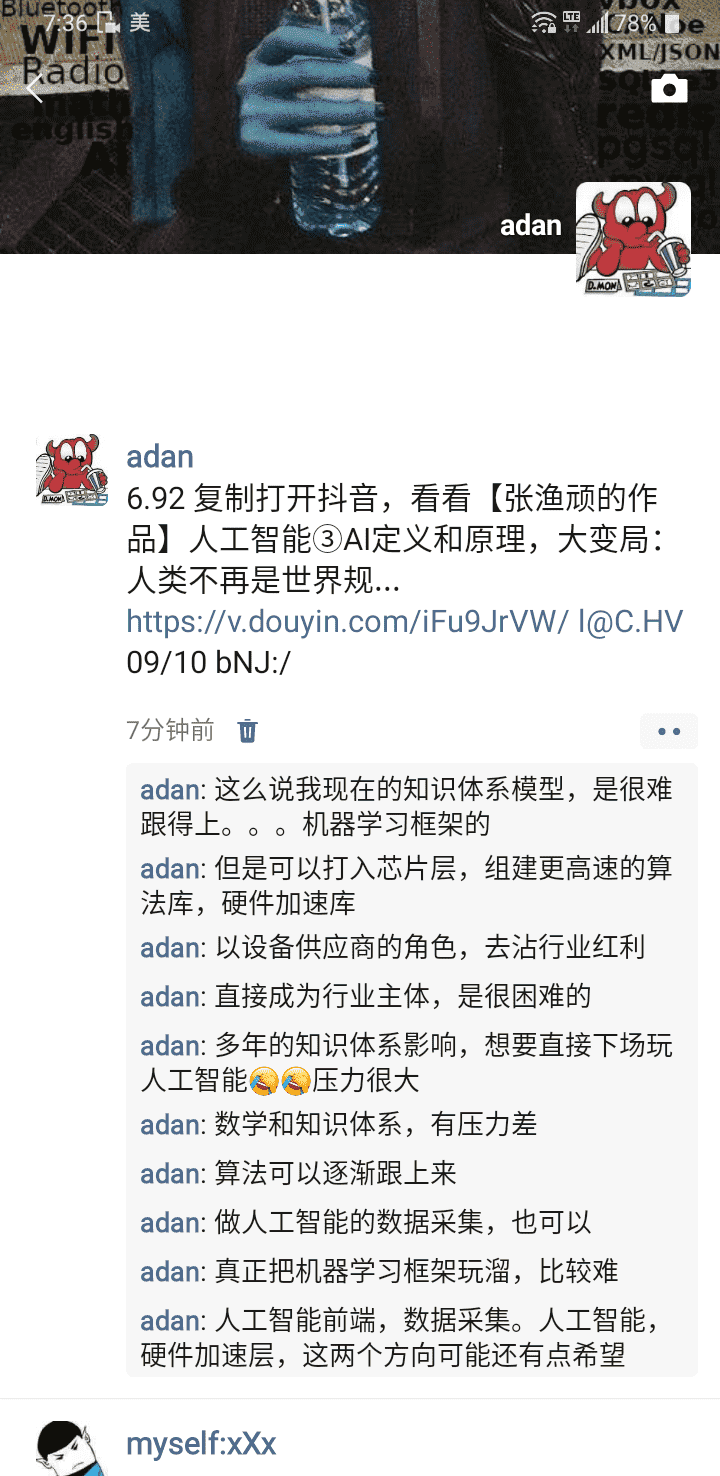 Bluetooth
7:36 美 LTE 78%
WIFI
Radio
XML/JSON
math
english
AI
redis
pgsql
adan
D.MON
adan
6.92 复制打开抖音，看看【张渔顽的作
品】人工智能③AI定义和原理，大变局：
人类不再是世界规...
https://v.douyin.com/iFu9JrVW/ l@C.HV
09/10 bNJ:/
7分钟前
adan: 这么说我现在的知识体系模型，是很难
跟得上。。。机器学习框架的
adan: 但是可以打入芯片层，组建更高速的算
法库，硬件加速库
adan: 以设备供应商的角色，去沾行业红利
adan: 直接成为行业主体，是很困难的
adan: 多年的知识体系影响，想要直接下场玩
人工智能🤣🤣压力很大
adan: 数学和知识体系，有压力差
adan: 算法可以逐渐跟上来
adan: 做人工智能的数据采集，也可以
adan: 真正把机器学习框架玩溜，比较难
adan: 人工智能前端，数据采集。人工智能，
硬件加速层，这两个方向可能还有点希望
myself:xXx